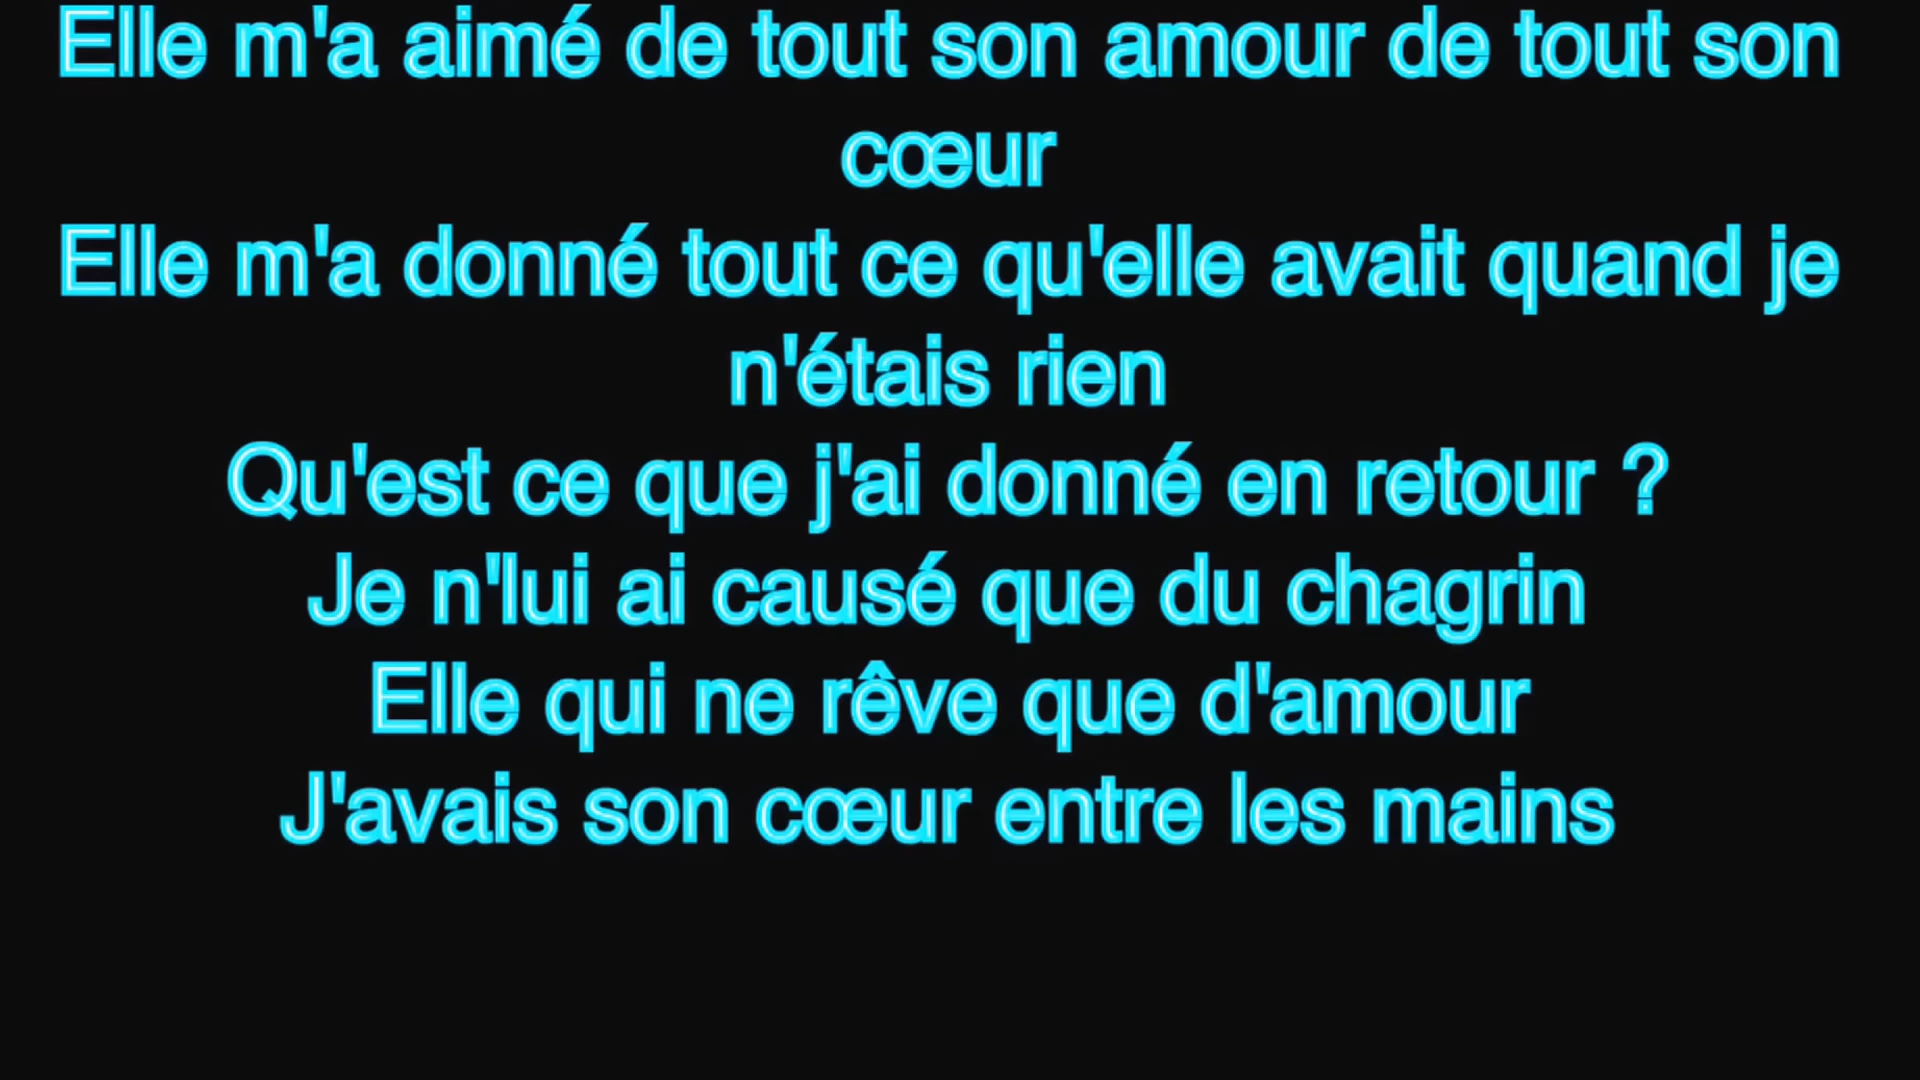 Elle m'a aimé de tout son amour de tout son
cœur
Elle m'a donné tout ce qu'elle avait quand je
n'étais rien
Qu'est ce que j'ai donné en retour ?
Je n'lui ai causé que du chagrin
Elle qui ne rêve que d'amour
J'avais son cœur entre les mains